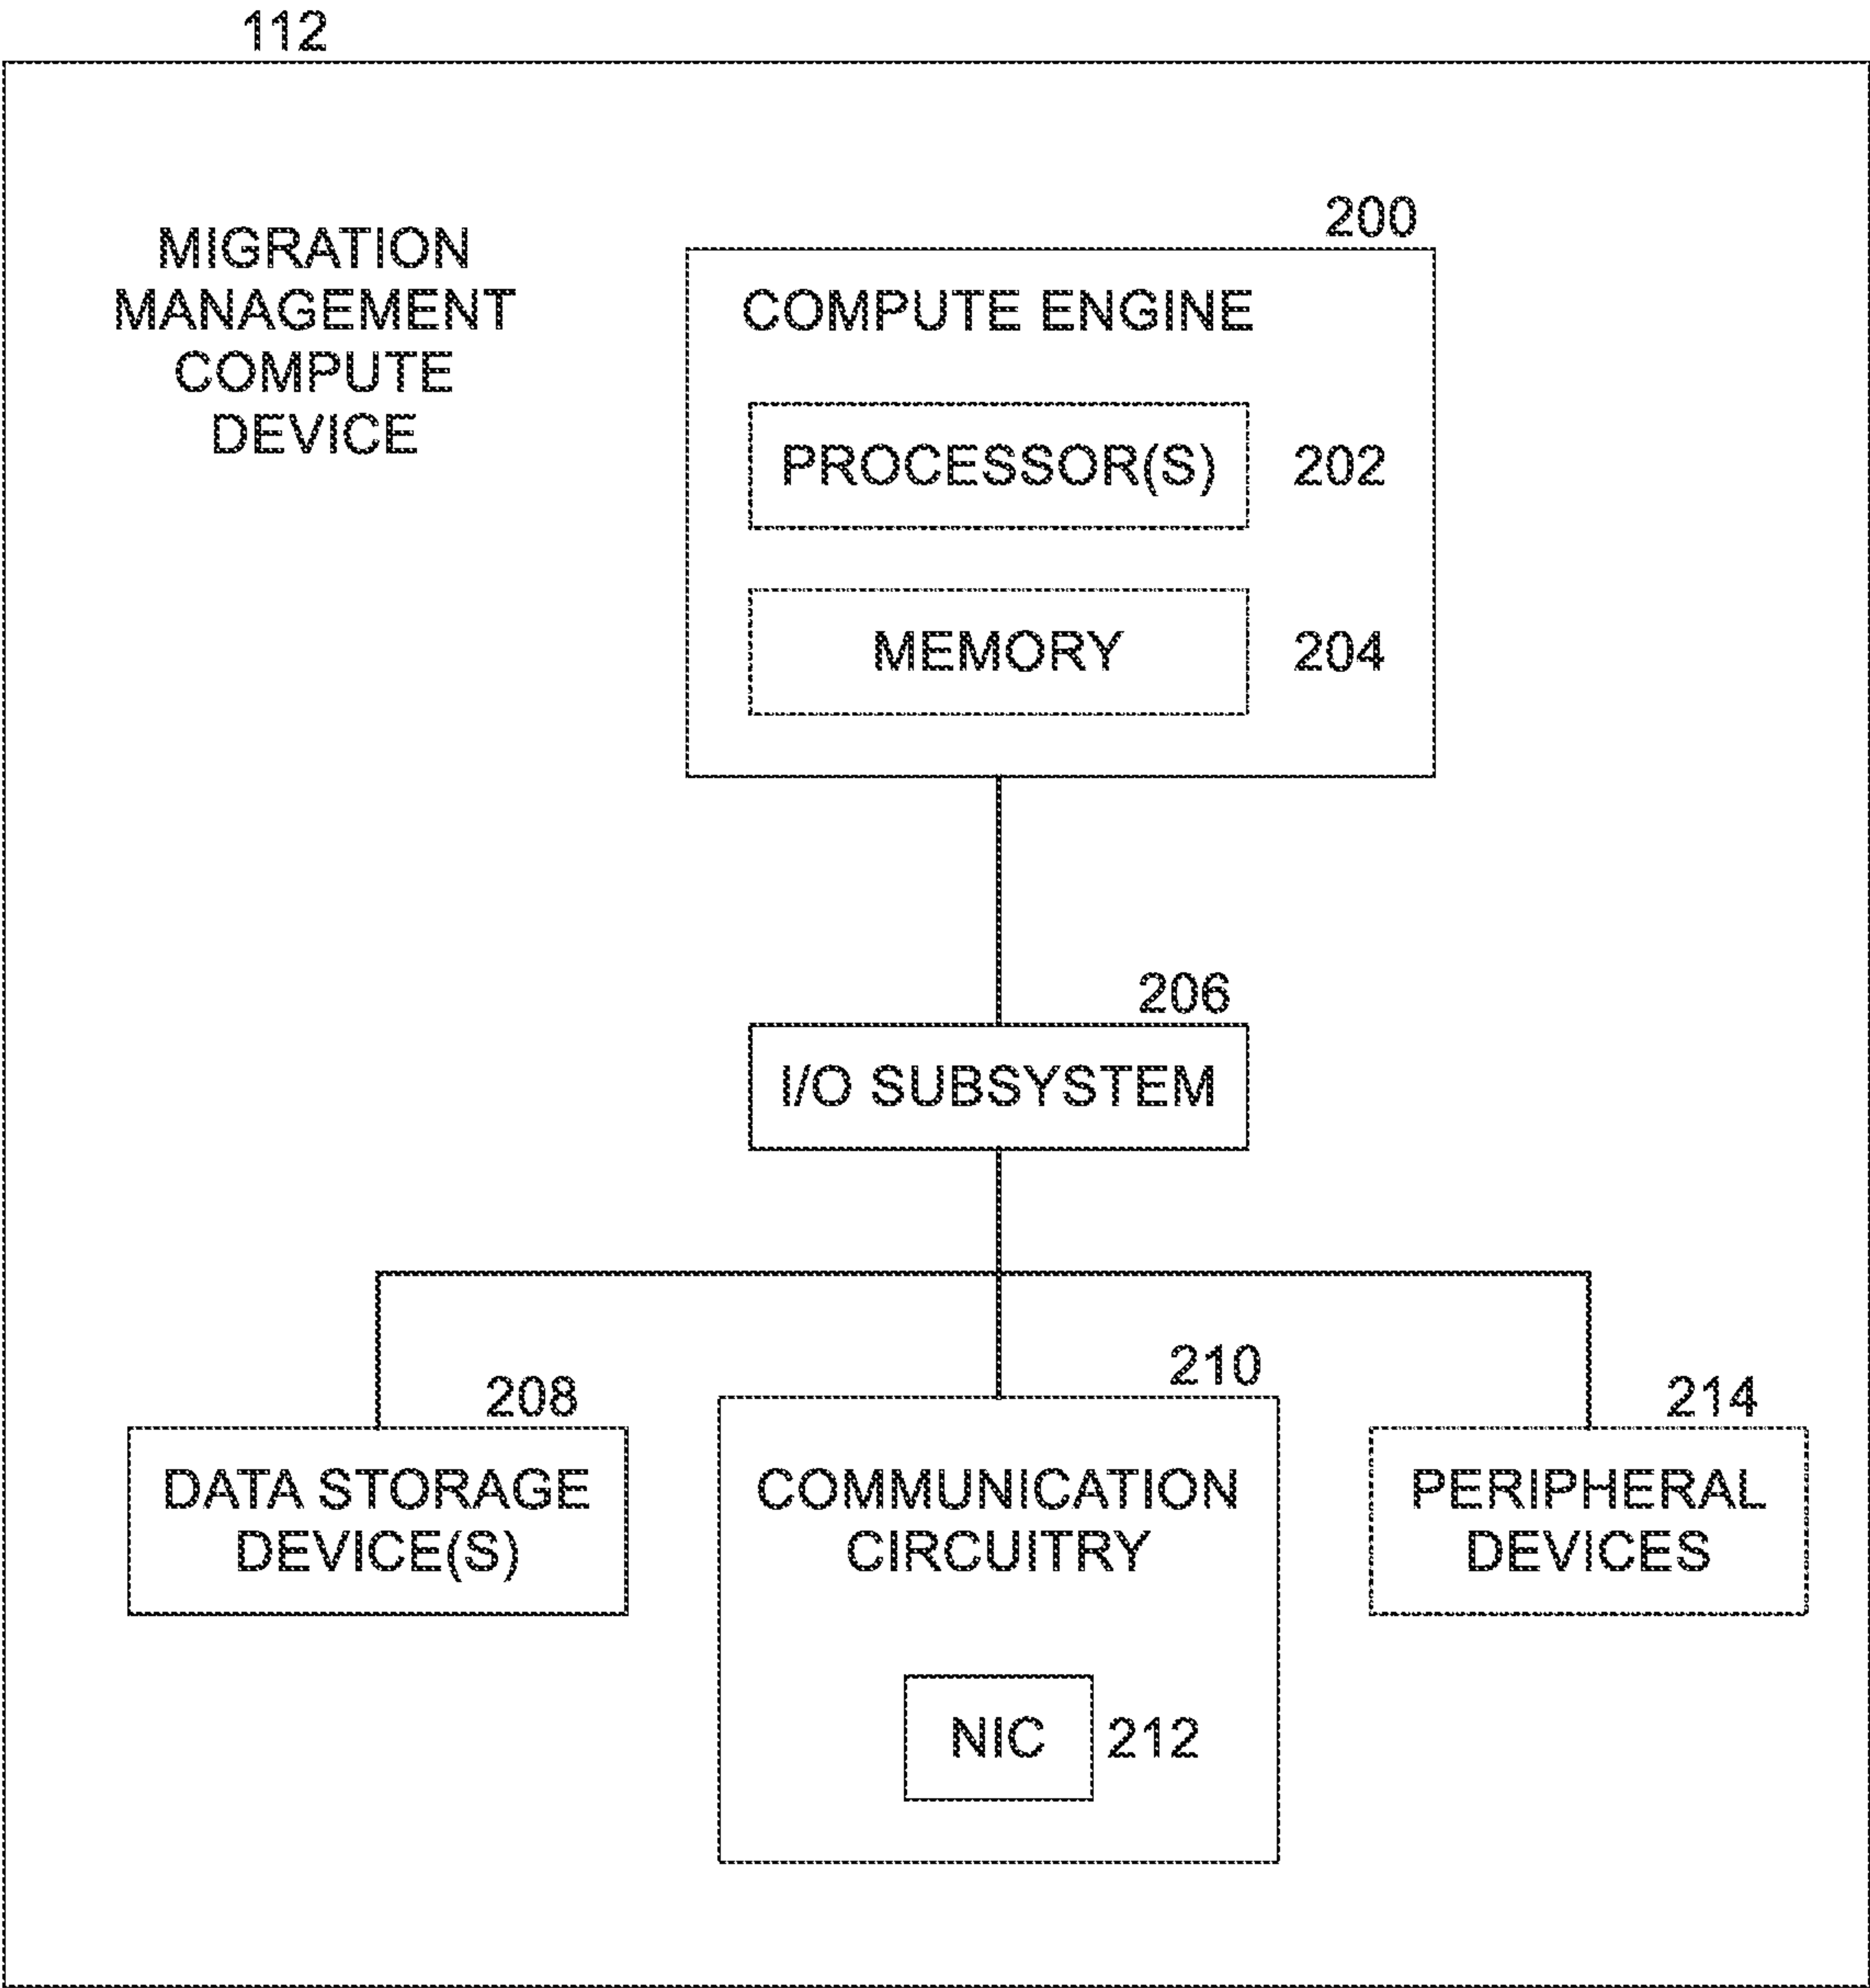 112
MIGRATION
MANAGEMENT
COMPUTE
DEVICE
200
COMPUTE ENGINE
PROCESSOR(S) 202
MEMORY 204
206
I/O SUBSYSTEM
208
DATA STORAGE
DEVICE(S)
210
COMMUNICATION
CIRCUITRY
NIC 212
214
PERIPHERAL
DEVICES